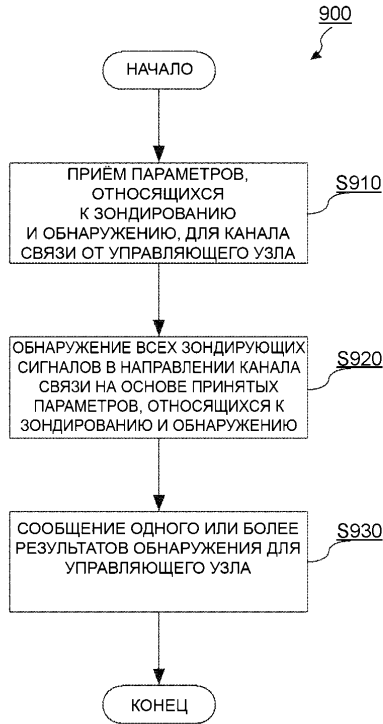 900
НАЧАЛО
ПРИЁМ ПАРАМЕТРОВ,
ОТНОСЯЩИХСЯ
К ЗОНДИРОВАНИЮ
И ОБНАРУЖЕНИЮ, ДЛЯ КАНАЛА
СВЯЗИ ОТ УПРАВЛЯЮЩЕГО УЗЛА
S910
ОБНАРУЖЕНИЕ ВСЕХ ЗОНДИРУЮЩИХ
СИГНАЛОВ В НАПРАВЛЕНИИ КАНАЛА
СВЯЗИ НА ОСНОВЕ ПРИНЯТЫХ
ПАРАМЕТРОВ, ОТНОСЯЩИХСЯ К
ЗОНДИРОВАНИЮ И ОБНАРУЖЕНИЮ
S920
СООБЩЕНИЕ ОДНОГО ИЛИ БОЛЕЕ
РЕЗУЛЬТАТОВ ОБНАРУЖЕНИЯ ДЛЯ
УПРАВЛЯЮЩЕГО УЗЛА
S930
КОНЕЦ